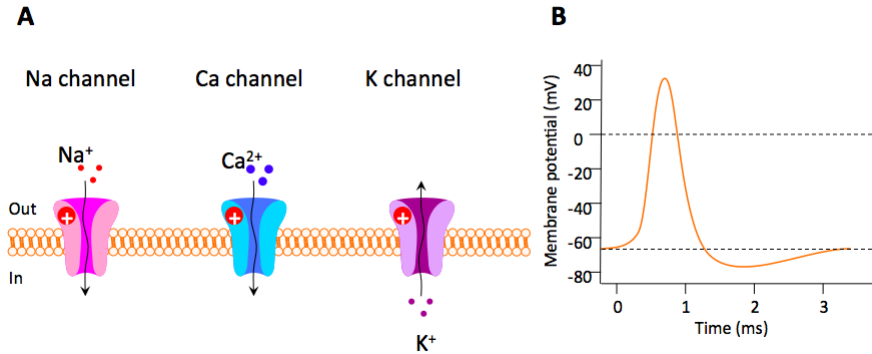 A
Na channel
Ca channel
K channel
Na⁺
Ca²⁺
Out
+
+
+
In
K⁺
B
Membrane potential (mV)
40
20
0
-20
-40
-60
-80
0
1
2
3
Time (ms)